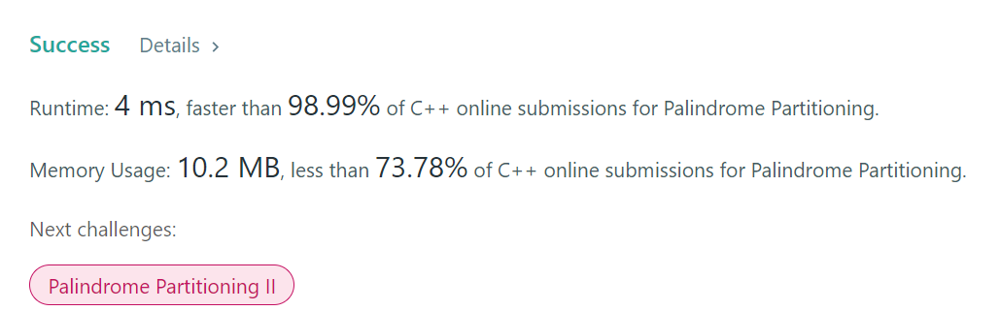 Success Details >
Runtime: 4 ms, faster than 98.99% of C++ online submissions for Palindrome Partitioning.
Memory Usage: 10.2 MB, less than 73.78% of C++ online submissions for Palindrome Partitioning.
Next challenges:
Palindrome Partitioning II